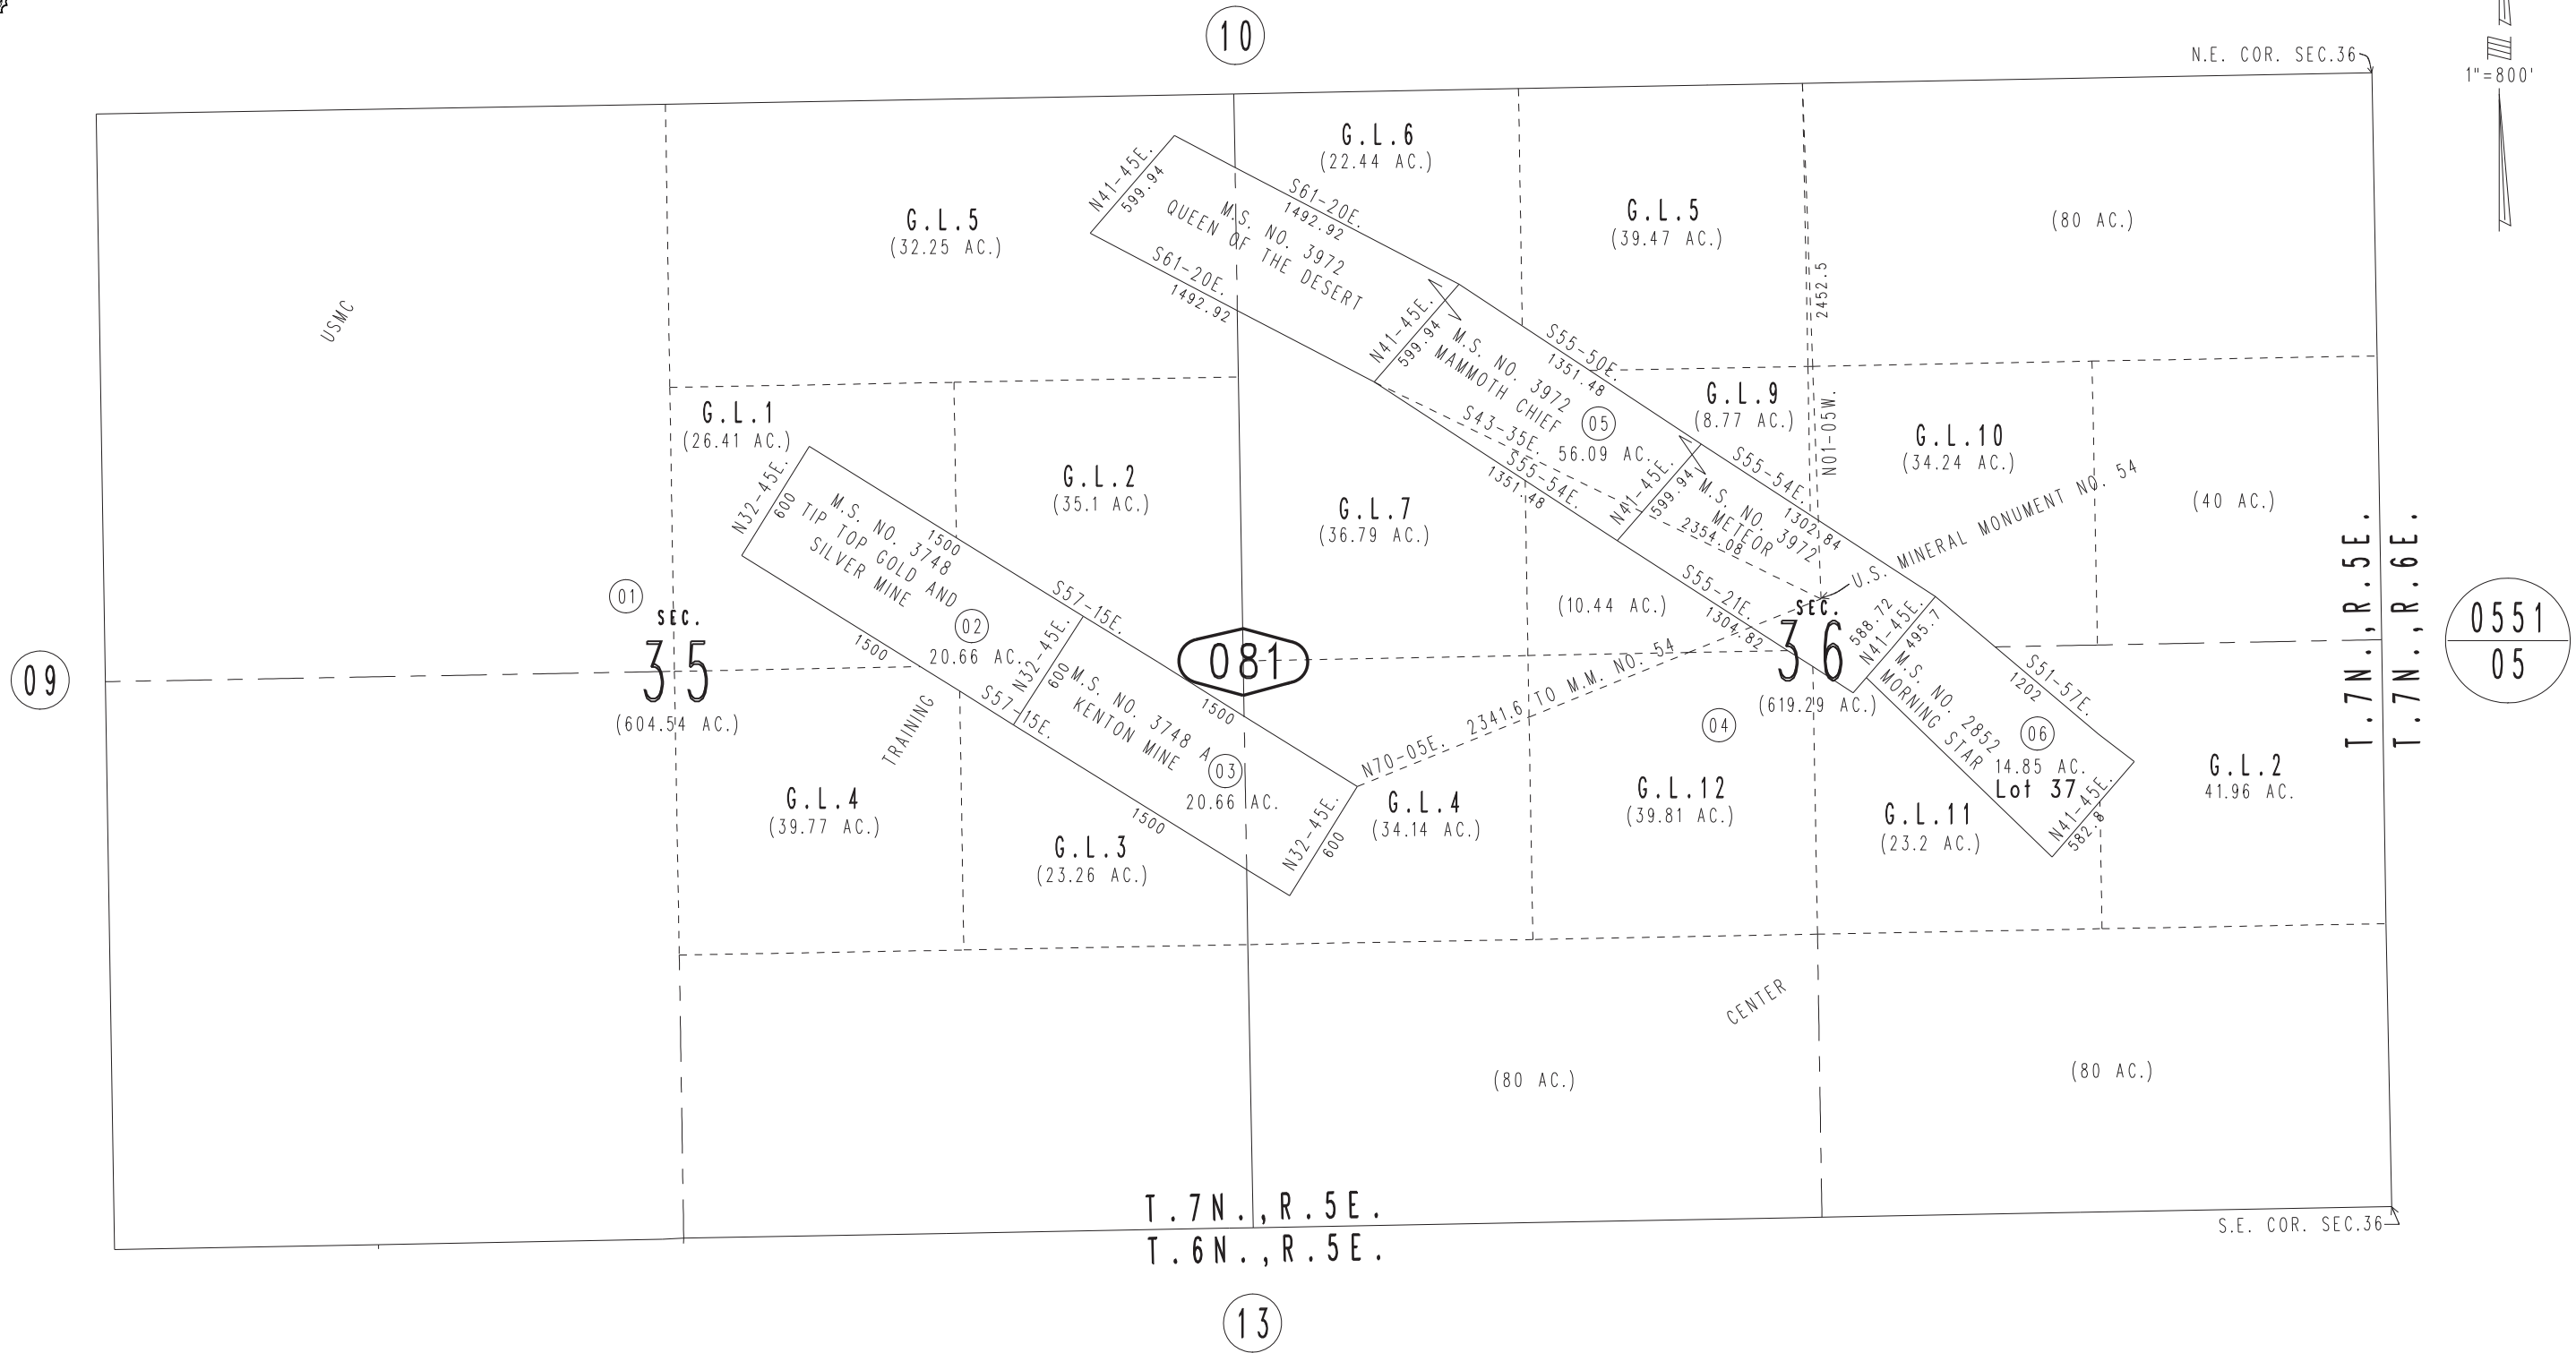 10
N.E. COR. SEC.36
1"=800'
G.L.6
(22.44 AC.)
G.L.5
(32.25 AC.)
G.L.5
(39.47 AC.)
(80 AC.)
USMC
N41-45E.
599.94
S61-20E.
1492.92
M.S. NO. 3972
QUEEN OF THE DESERT
S61-20E.
1492.92
N41-45E.
599.94
2452.5
N01-05W.
S55-50E.
1351.48
M.S. NO. 3972
MAMMOTH CHIEF
05
56.09 AC.
S43-35E.
S55-54E.
1351.48
G.L.9
(8.77 AC.)
G.L.10
(34.24 AC.)
(40 AC.)
G.L.1
(26.41 AC.)
G.L.2
(35.1 AC.)
G.L.7
(36.79 AC.)
N41-45E.
599.94
S55-54E.
1302.84
M.S. NO. 3972
METEOR
2354.08
U.S. MINERAL MONUMENT NO. 54
N32-45E.
600
M.S. NO. 3748
TIP TOP GOLD AND
SILVER MINE
1500
S57-15E.
02
20.66 AC.
1500
01
SEC.
35
(604.54 AC.)
N32-45E.
600
M.S. NO. 3748 A
KENTON MINE
03
20.66 AC.
1500
S57-15E.
1500
N32-45E.
600
081
(10.44 AC.)
S55-21E.
1304.82
SEC.
36
(619.29 AC.)
04
588.72
N41-45E.
495.7
N70-05E. 2341.6 TO M.M. NO. 54
M.S. NO. 2852
MORNING STAR
S51-57E.
1202
06
14.85 AC.
Lot 37
N41-45E.
582.8
G.L.2
41.96 AC.
09
T.7N.,R.5E.
T.7N.,R.6E.
0551
05
TRAINING
G.L.4
(39.77 AC.)
G.L.3
(23.26 AC.)
G.L.4
(34.14 AC.)
G.L.12
(39.81 AC.)
G.L.11
(23.2 AC.)
CENTER
(80 AC.)
(80 AC.)
T.7N.,R.5E.
T.6N.,R.5E.
S.E. COR. SEC.36
13